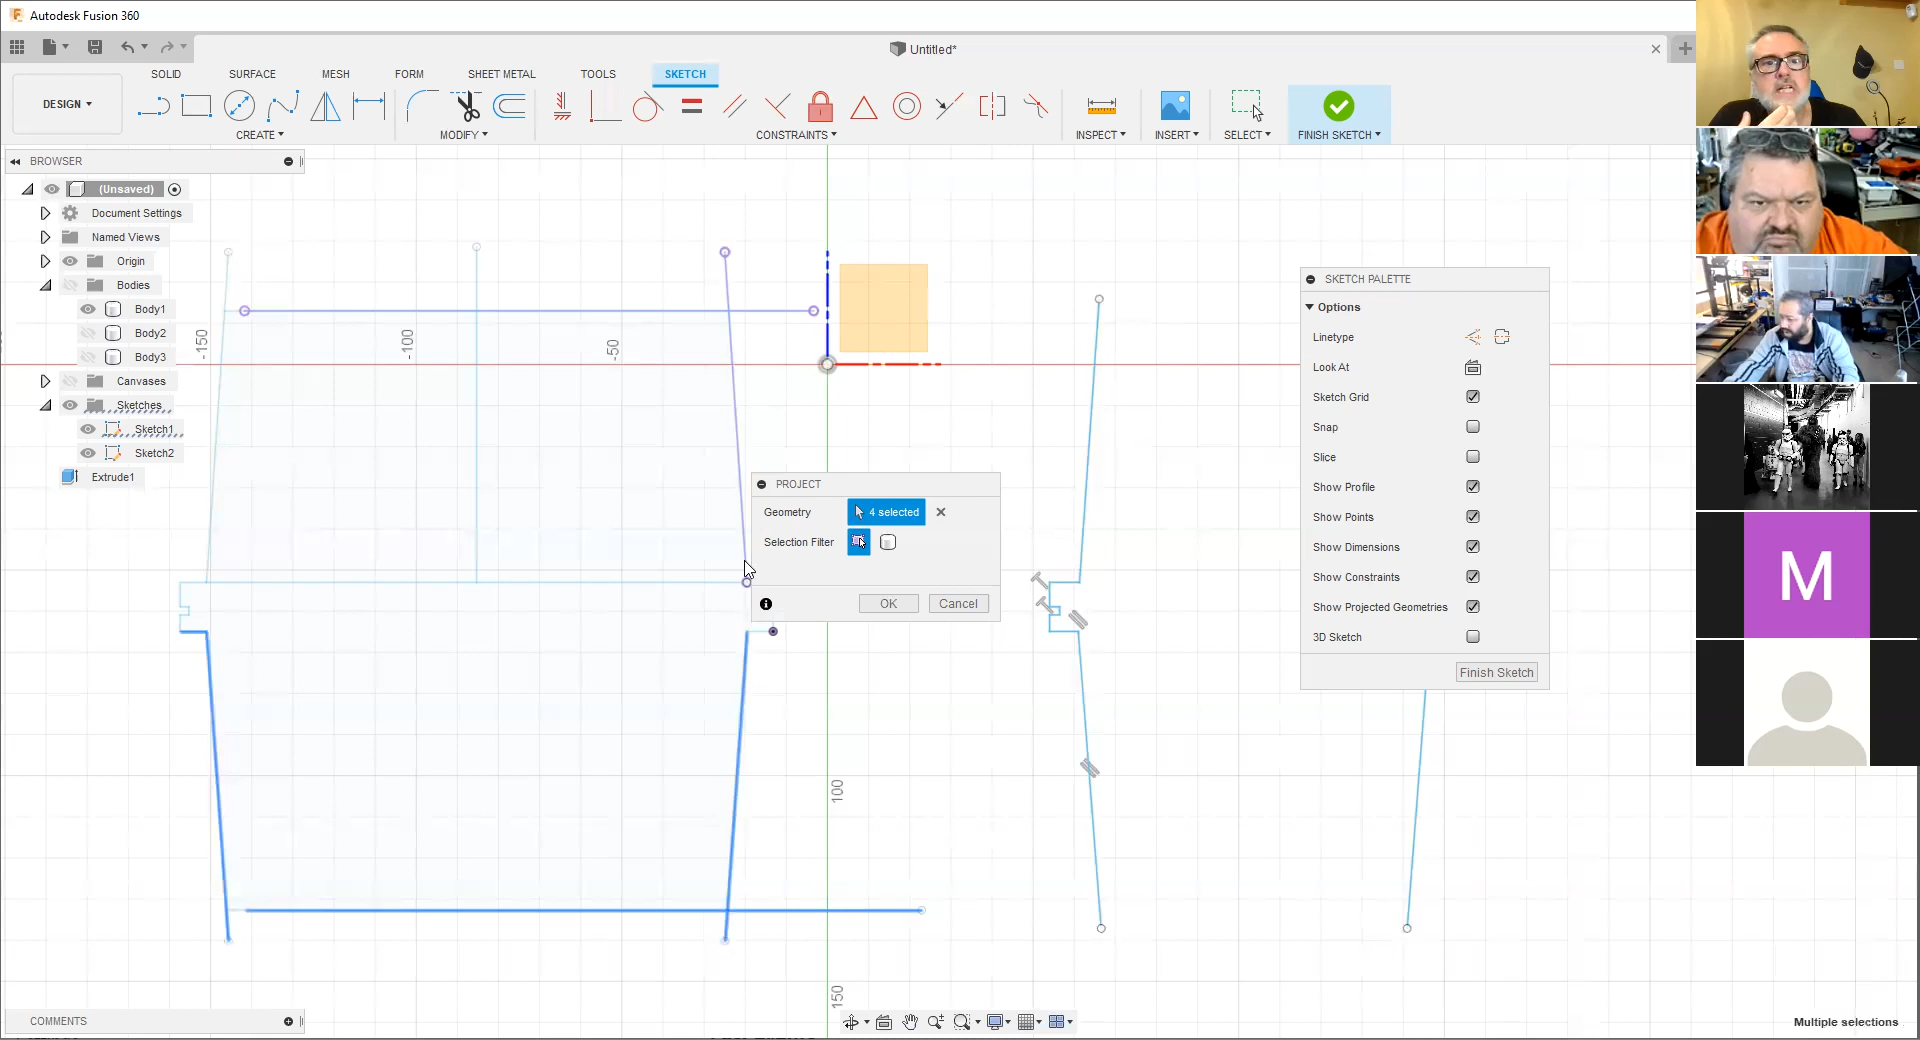 Autodesk Fusion 360
Untitled*
SOLID SURFACE MESH FORM SHEET METAL TOOLS SKETCH
DESIGN
CREATE MODIFY CONSTRAINTS INSPECT INSERT SELECT FINISH SKETCH
BROWSER
(Unsaved)
Document Settings
Named Views
Origin
Bodies
Body1
Body2
Body3
Canvases
Sketches
Sketch1
Sketch2
Extrude1
-150
-100
-50
100
150
PROJECT
Geometry 4 selected
Selection Filter
OK Cancel
SKETCH PALETTE
Options
Linetype
Look At
Sketch Grid
Snap
Slice
Show Profile
Show Points
Show Dimensions
Show Constraints
Show Projected Geometries
3D Sketch
Finish Sketch
M
COMMENTS
Multiple selections